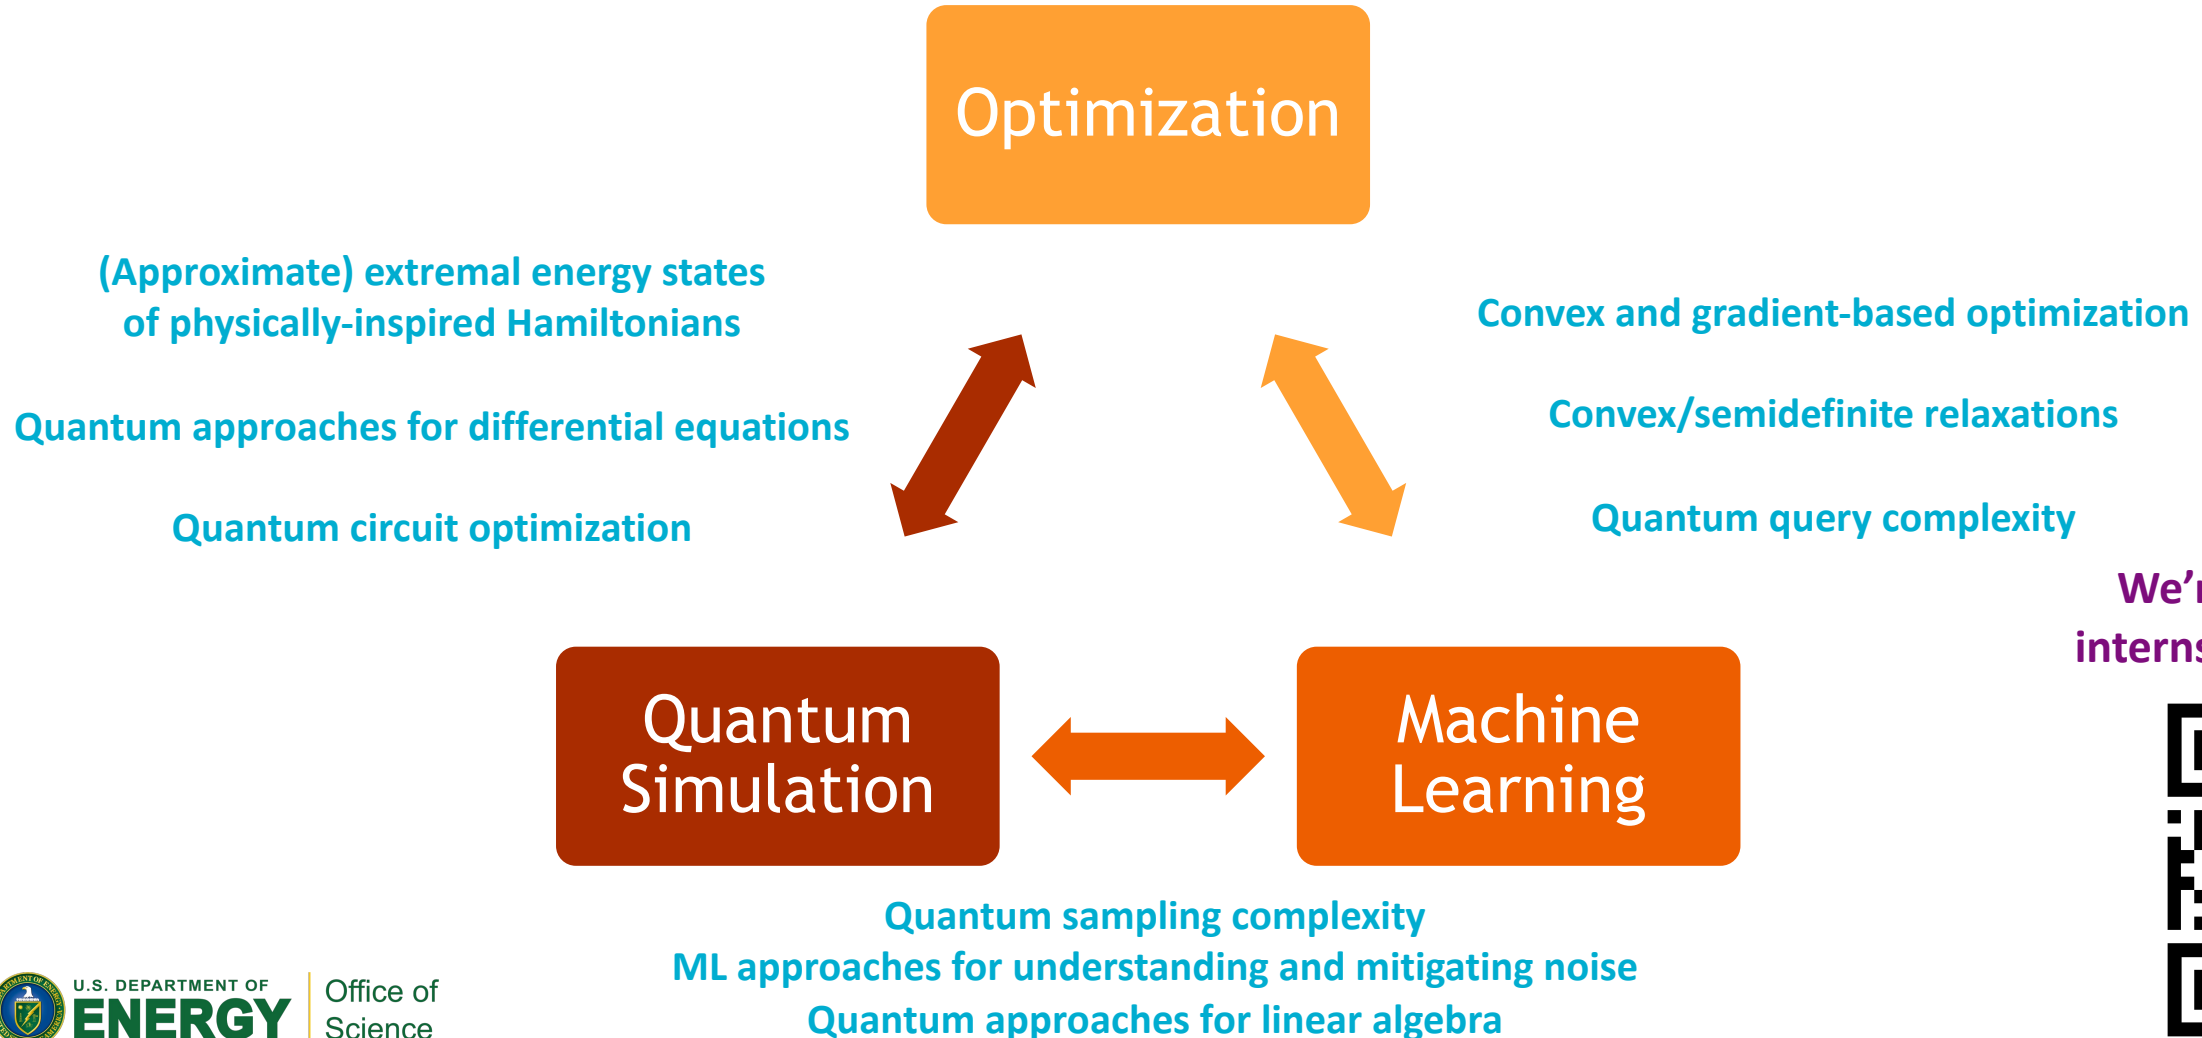 Optimization
(Approximate) extremal energy states
of physically-inspired Hamiltonians
Quantum approaches for differential equations
Quantum circuit optimization
Convex and gradient-based optimization
Convex/semidefinite relaxations
Quantum query complexity
We’r
interns
Quantum
Simulation
Machine
Learning
Quantum sampling complexity
ML approaches for understanding and mitigating noise
Quantum approaches for linear algebra
U.S. DEPARTMENT OF
ENERGY
Office of
Science